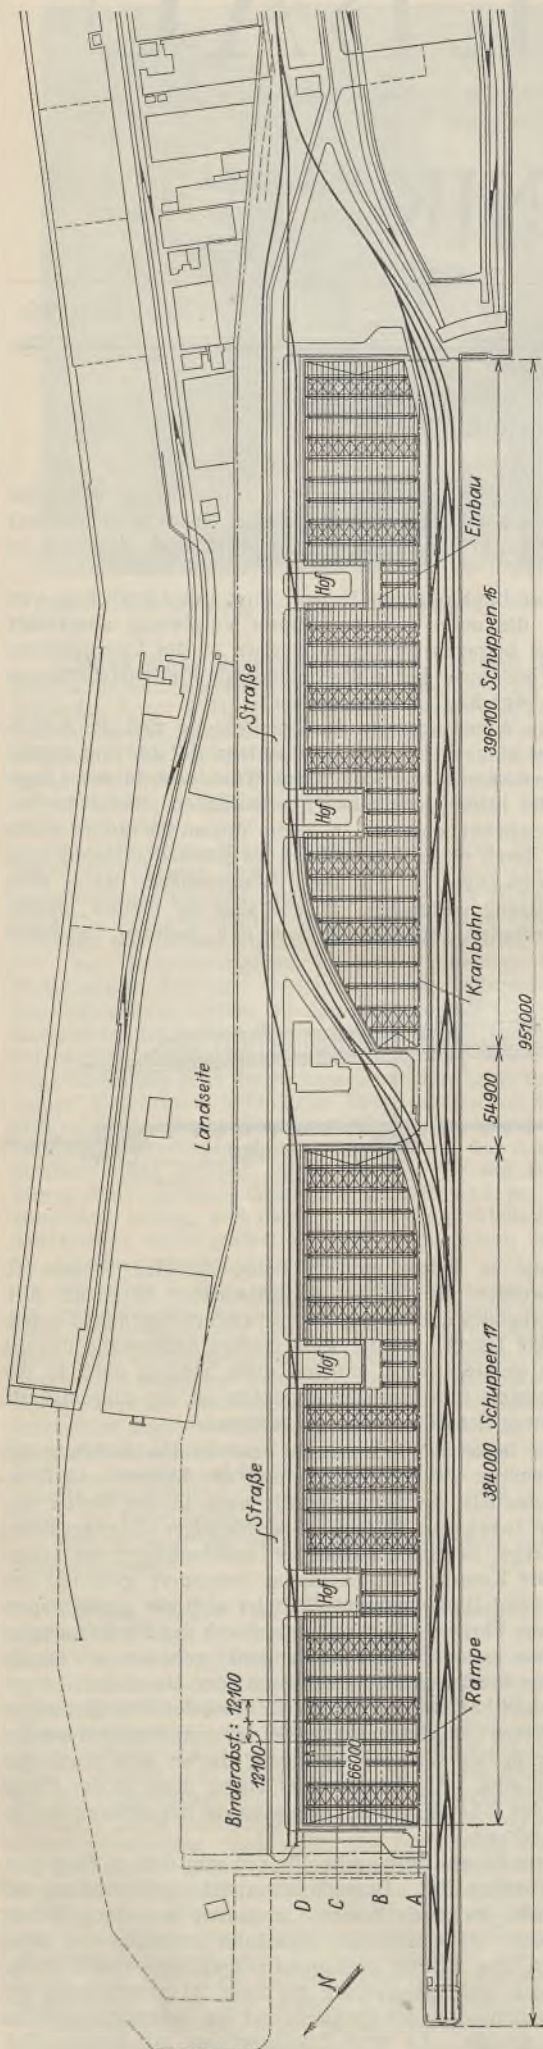 Einbau
Hof
396100 Schuppen 15
Straße
Hof
Kranbahn
951000
54900
Landseite
Hof
384000 Schuppen 17
Straße
Hof
Rampe
Binderabst.: 12100
12100
66000
D
C
B
A
N